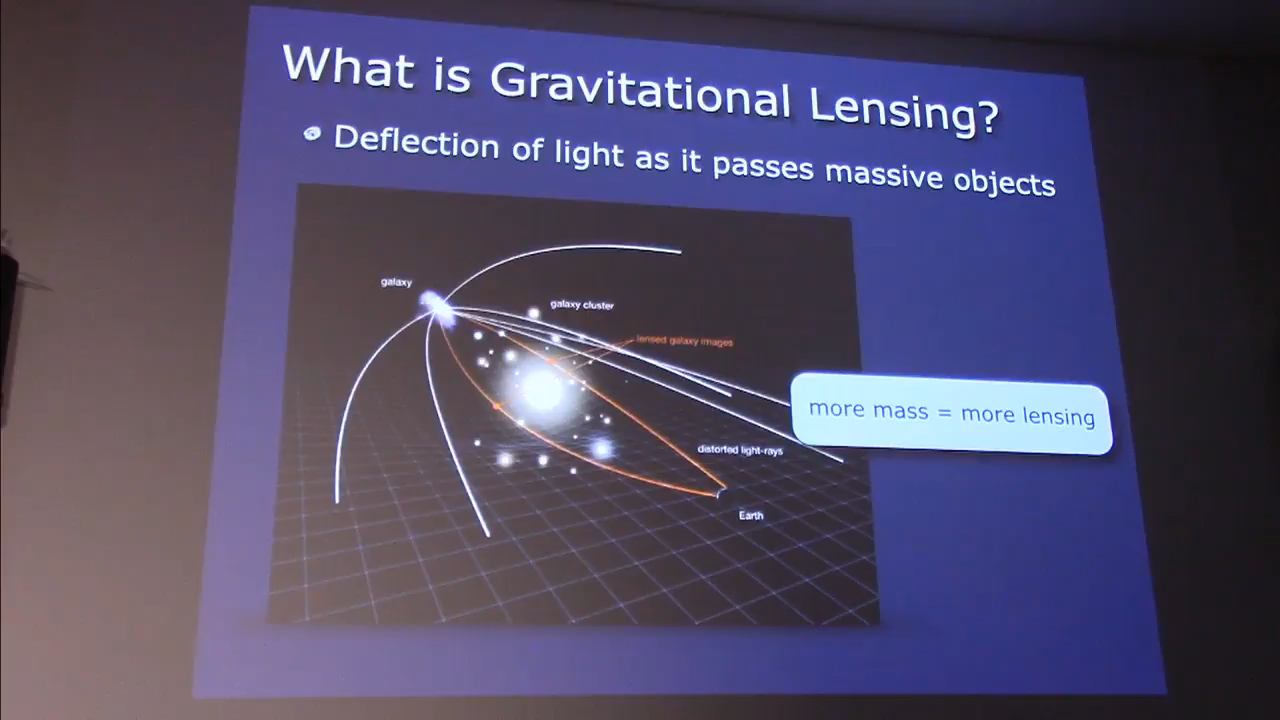 What is Gravitational Lensing?
Deflection of light as it passes massive objects
galaxy
galaxy cluster
lensed galaxy images
more mass = more lensing
distorted light-rays
Earth